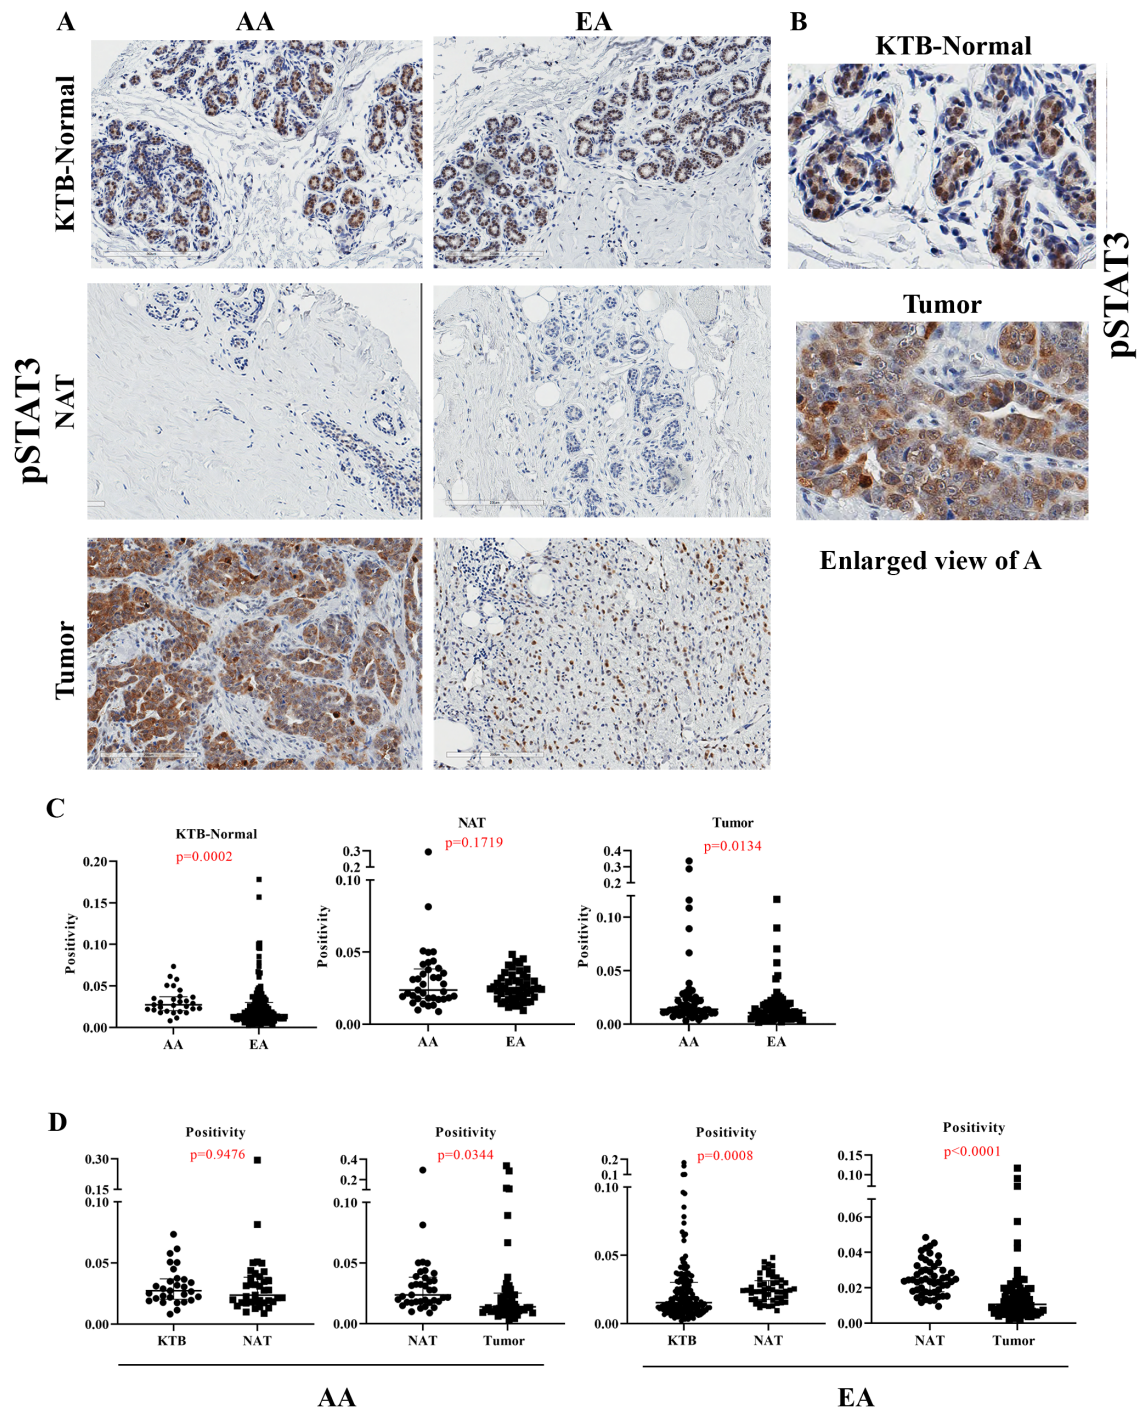 A
AA
EA
B
KTB-Normal
KTB-Normal
pSTAT3
NAT
pSTAT3
Tumor
Tumor
Enlarged view of A
C
KTB-Normal
p=0.0002
Positivity
0.20
0.15
0.10
0.05
0.00
AA
EA
NAT
p=0.1719
Positivity
0.3
0.2
0.10
0.05
0.00
AA
EA
Tumor
p=0.0134
Positivity
0.4
0.3
0.2
0.10
0.05
0.00
AA
EA
D
Positivity
p=0.9476
0.30
0.15
0.10
0.05
0.00
KTB
NAT
Positivity
p=0.0344
0.4
0.2
0.10
0.05
0.00
NAT
Tumor
AA
Positivity
p=0.0008
0.2
0.1
0.10
0.05
0.00
KTB
NAT
Positivity
p<0.0001
0.15
0.10
0.06
0.04
0.02
0.00
NAT
Tumor
EA